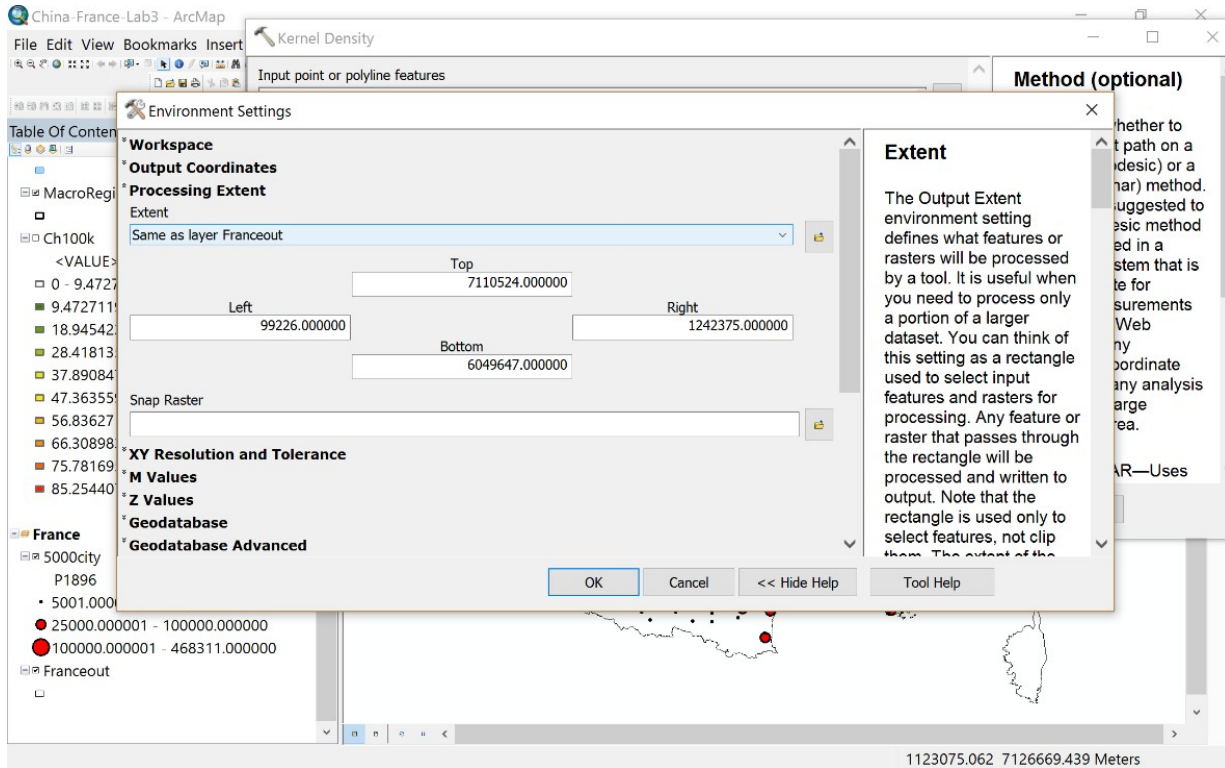 China-France-Lab3 - ArcMap
File Edit View Bookmarks Insert
Kernel Density
Input point or polyline features
Method (optional)
hether to
t path on a
desic) or a
nar) method.
uggested to
esic method
ed in a
stem that is
te for
surements
Web
ny
oordinate
any analysis
arge
rea.
AR—Uses
Table Of Conten
MacroRegi
Ch100k
<VALUE>
0 - 9.4727
9.4727119
18.945423
28.41813
37.89084
47.36355
56.83627
66.30898
75.78169
85.25440
France
5000city
P1896
5001.000
25000.000001 - 100000.000000
100000.000001 - 468311.000000
Franceout
Environment Settings
Workspace
Output Coordinates
Processing Extent
Extent
Same as layer Franceout
Top
7110524.000000
Left
Right
99226.000000
1242375.000000
Bottom
6049647.000000
Snap Raster
XY Resolution and Tolerance
M Values
Z Values
Geodatabase
Geodatabase Advanced
Extent
The Output Extent
environment setting
defines what features or
rasters will be processed
by a tool. It is useful when
you need to process only
a portion of a larger
dataset. You can think of
this setting as a rectangle
used to select input
features and rasters for
processing. Any feature or
raster that passes through
the rectangle will be
processed and written to
output. Note that the
rectangle is used only to
select features, not clip
them. The extent of the
OK
Cancel
<< Hide Help
Tool Help
1123075.062 7126669.439 Meters